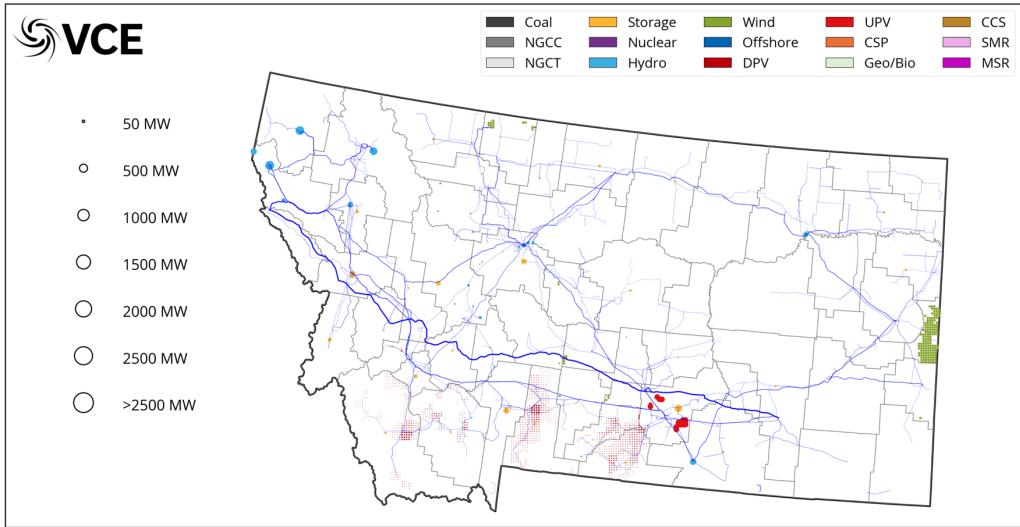 VCE
Coal Storage Wind UPV CCS
NGCC Nuclear Offshore CSP SMR
NGCT Hydro DPV Geo/Bio MSR
50 MW
500 MW
1000 MW
1500 MW
2000 MW
2500 MW
>2500 MW